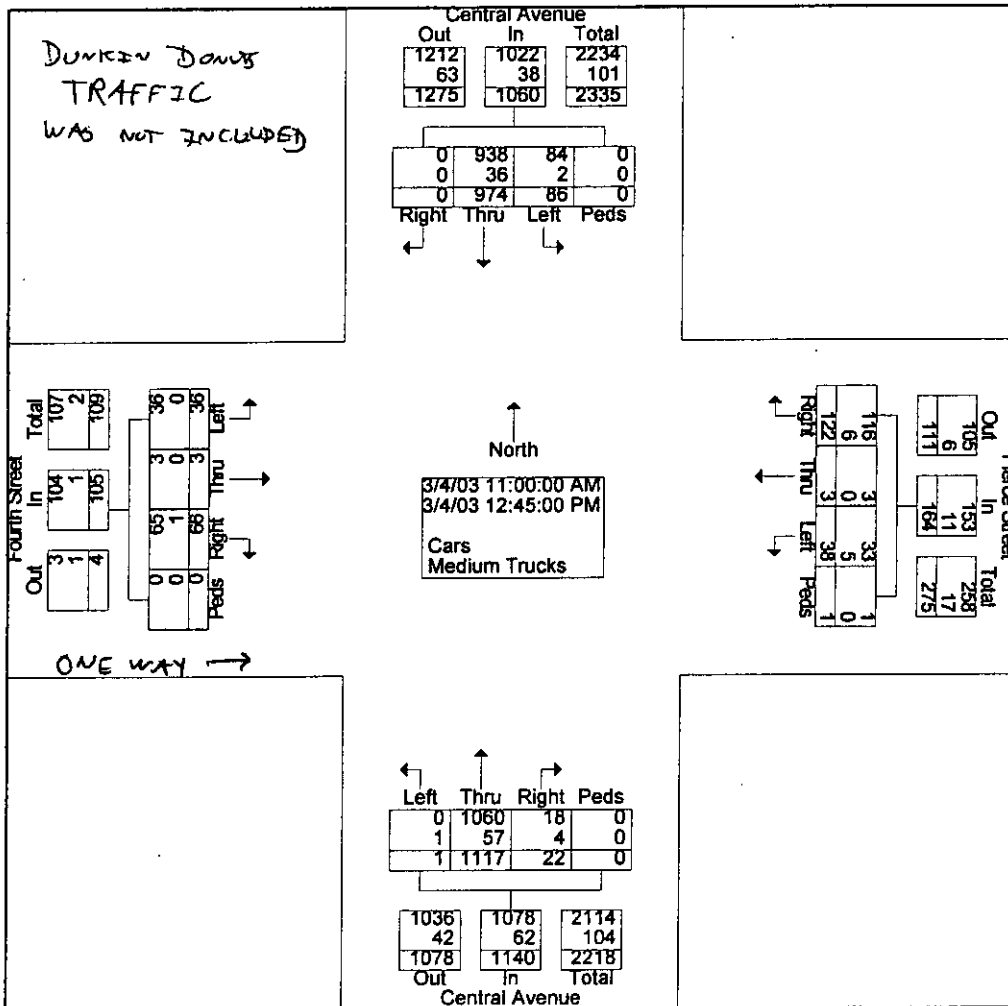 DUNKIN DONUS
TRAFFIC
WAS NOT INCLUDED
Central Avenue
Out In Total
1212 1022 2234
63 38 101
1275 1060 2335
0 938 84 0
0 36 2 0
0 974 86 0
Right Thru Left Peds
Fourth Street
Total In Out
107 104 3
2 1 1
109 105 4
36 3 65 0
0 0 1 0
36 3 66 0
Left Thru Right Peds
North
3/4/03 11:00:00 AM
3/4/03 12:45:00 PM
Cars
Medium Trucks
Right Thru Left Peds
116 3 33 1
6 0 5 0
122 3 38 1
Out In Total
105 153 258
6 11 17
111 164 275
ONE WAY →
Left Thru Right Peds
0 1060 18 0
1 57 4 0
1 1117 22 0
1036 1078 2114
42 62 104
1078 1140 2218
Out In Total
Central Avenue